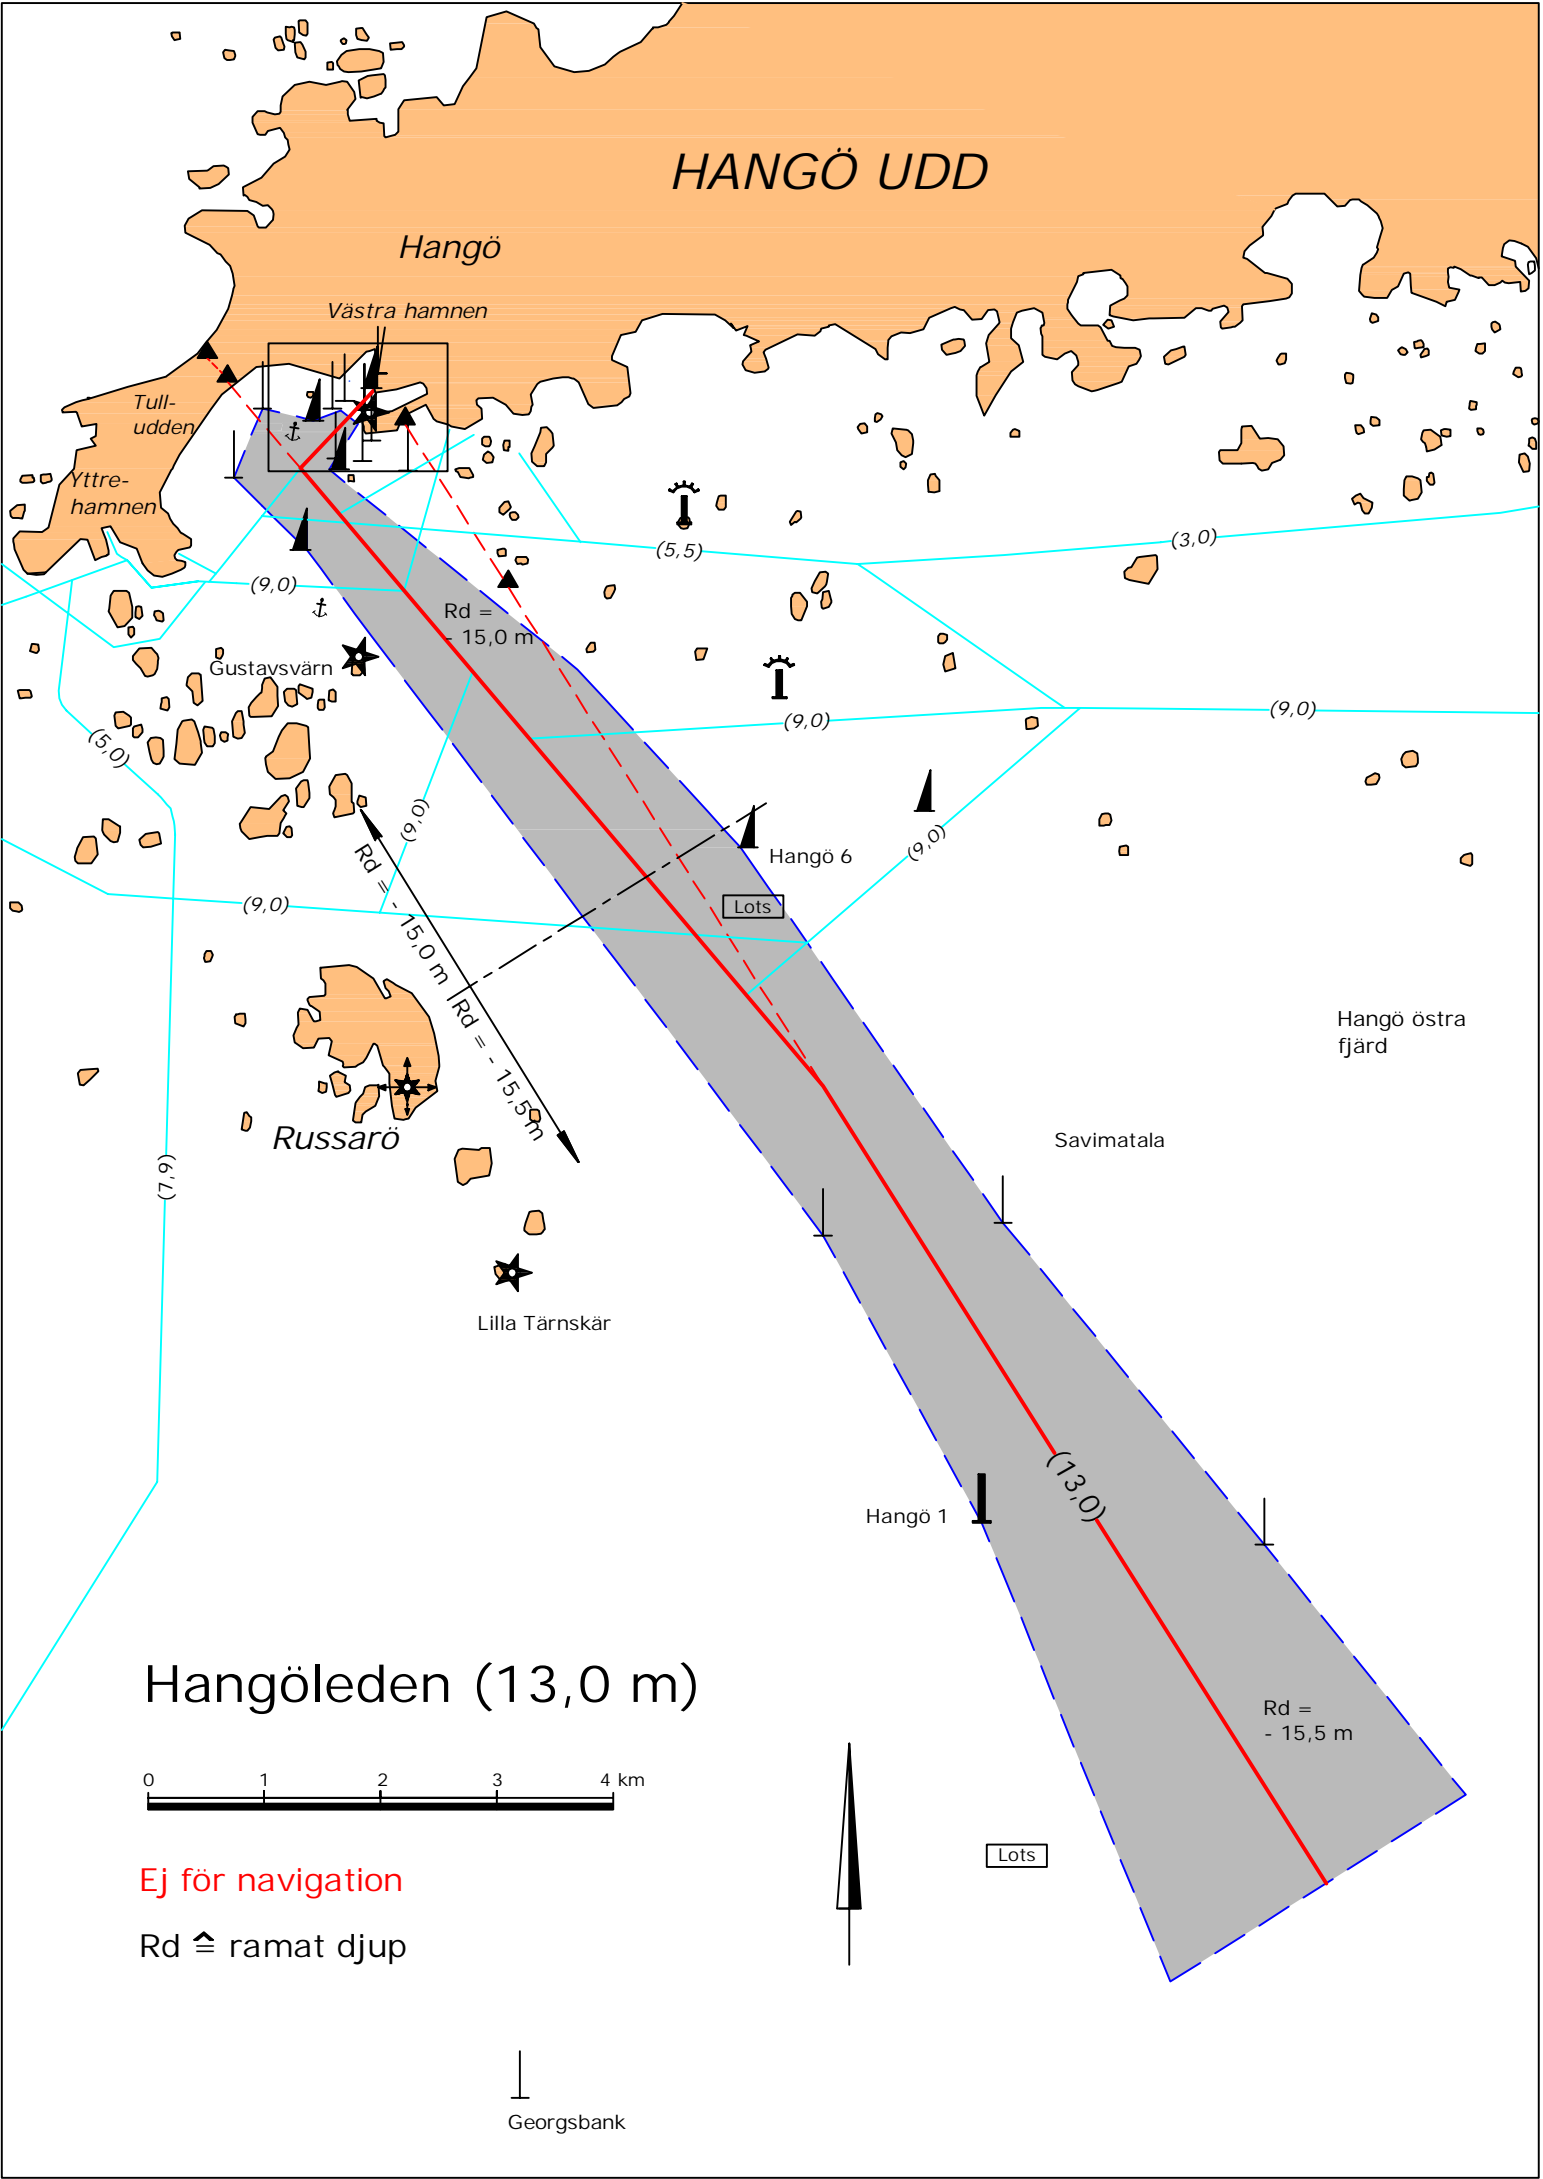 HANGÖ UDD
Hangö
Västra hamnen
Tull-
udden
Yttre-
hamnen
(5,5)
(3,0)
(9,0)
Rd =
- 15,0 m
Gustavsvärn
(9,0)
(9,0)
(5,0)
(9,0)
(9,0)
Hangö 6
Lots
(9,0)
Rd = - 15,0 m
Rd = - 15,5 m
Hangö östra
fjärd
Russarö
Savimatala
(7,9)
Lilla Tärnskär
(13,0)
Hangö 1
Hangöleden (13,0 m)
Rd =
- 15,5 m
0 1 2 3 4 km
Lots
Ej för navigation
Rd ≙ ramat djup
Georgsbank